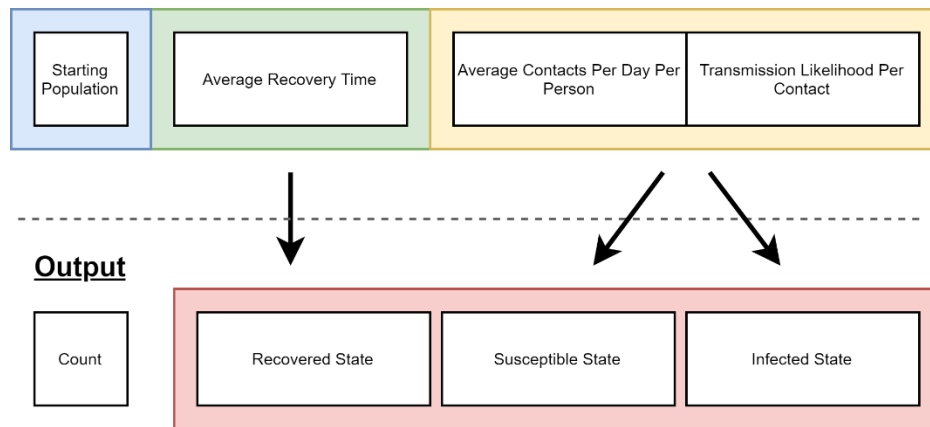 Starting
Population
Average Recovery Time
Average Contacts Per Day Per
Person
Transmission Likelihood Per
Contact
Output
Count
Recovered State
Susceptible State
Infected State